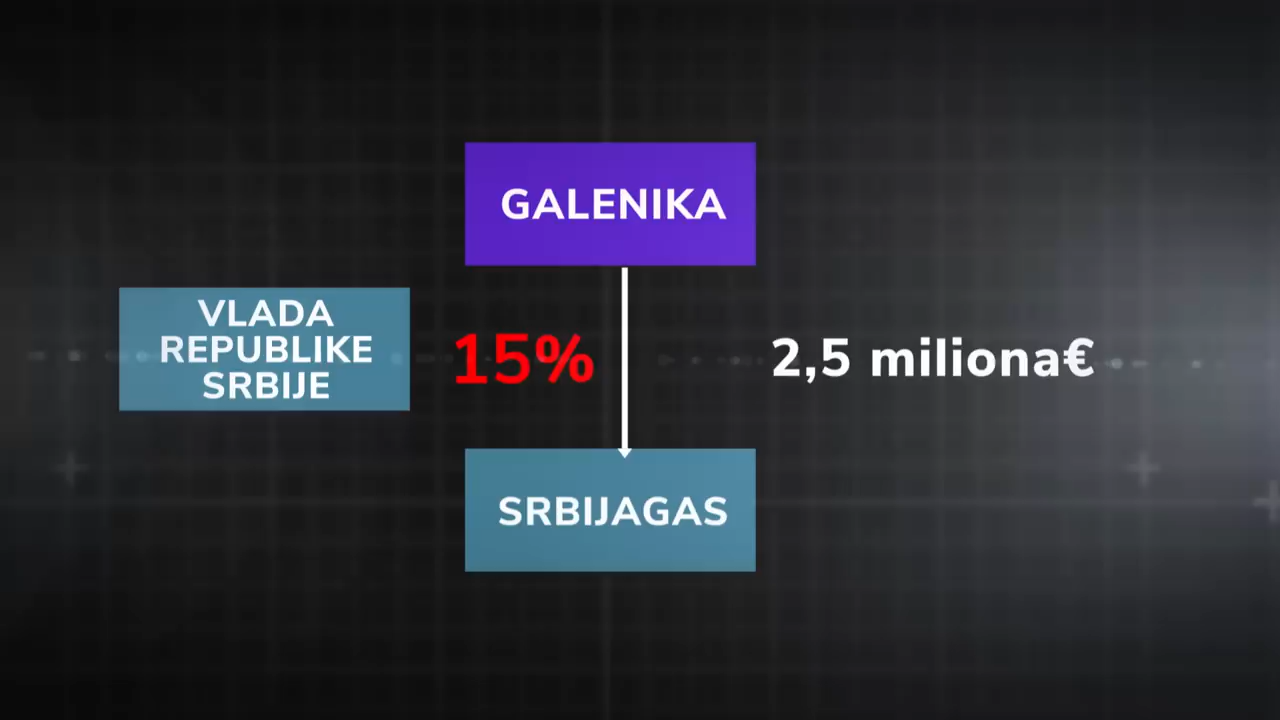 GALENIKA
VLADA
REPUBLIKE
SRBIJE
15%
2,5 miliona€
SRBIJAGAS